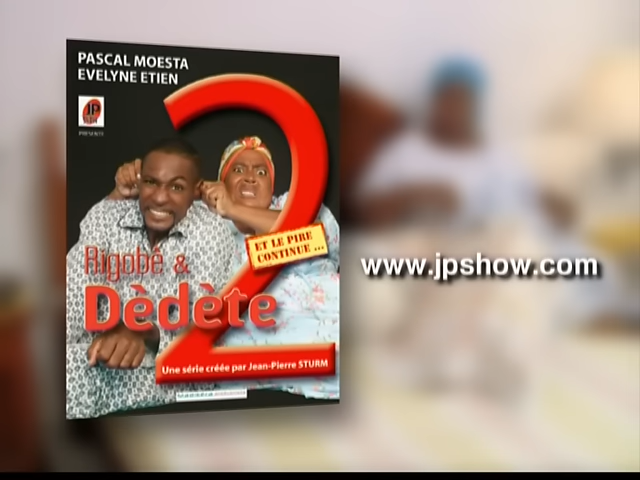 PASCAL MOESTA
EVELYNE ETIEN
JP
SHOW
PRESENTE
2
ET LE PIRE
CONTINUE ...
Rigobé &
Dèdète
Une série créée par Jean-Pierre STURM
www.jpshow.com